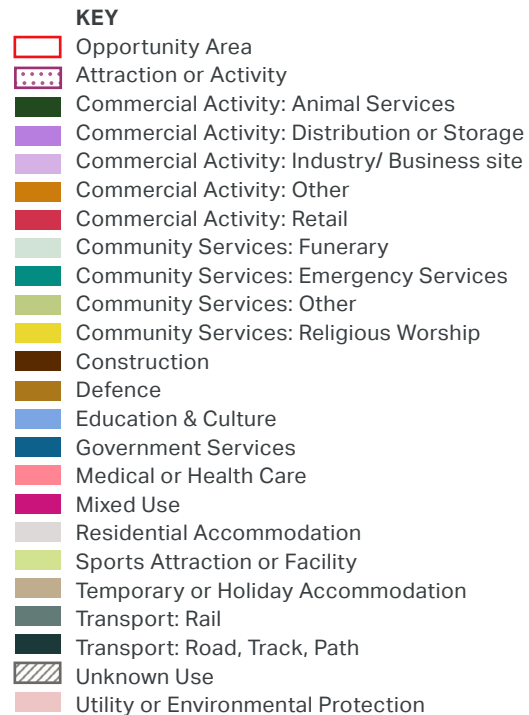 KEY
Opportunity Area
Attraction or Activity
Commercial Activity: Animal Services
Commercial Activity: Distribution or Storage
Commercial Activity: Industry/ Business site
Commercial Activity: Other
Commercial Activity: Retail
Community Services: Funerary
Community Services: Emergency Services
Community Services: Other
Community Services: Religious Worship
Construction
Defence
Education & Culture
Government Services
Medical or Health Care
Mixed Use
Residential Accommodation
Sports Attraction or Facility
Temporary or Holiday Accommodation
Transport: Rail
Transport: Road, Track, Path
Unknown Use
Utility or Environmental Protection